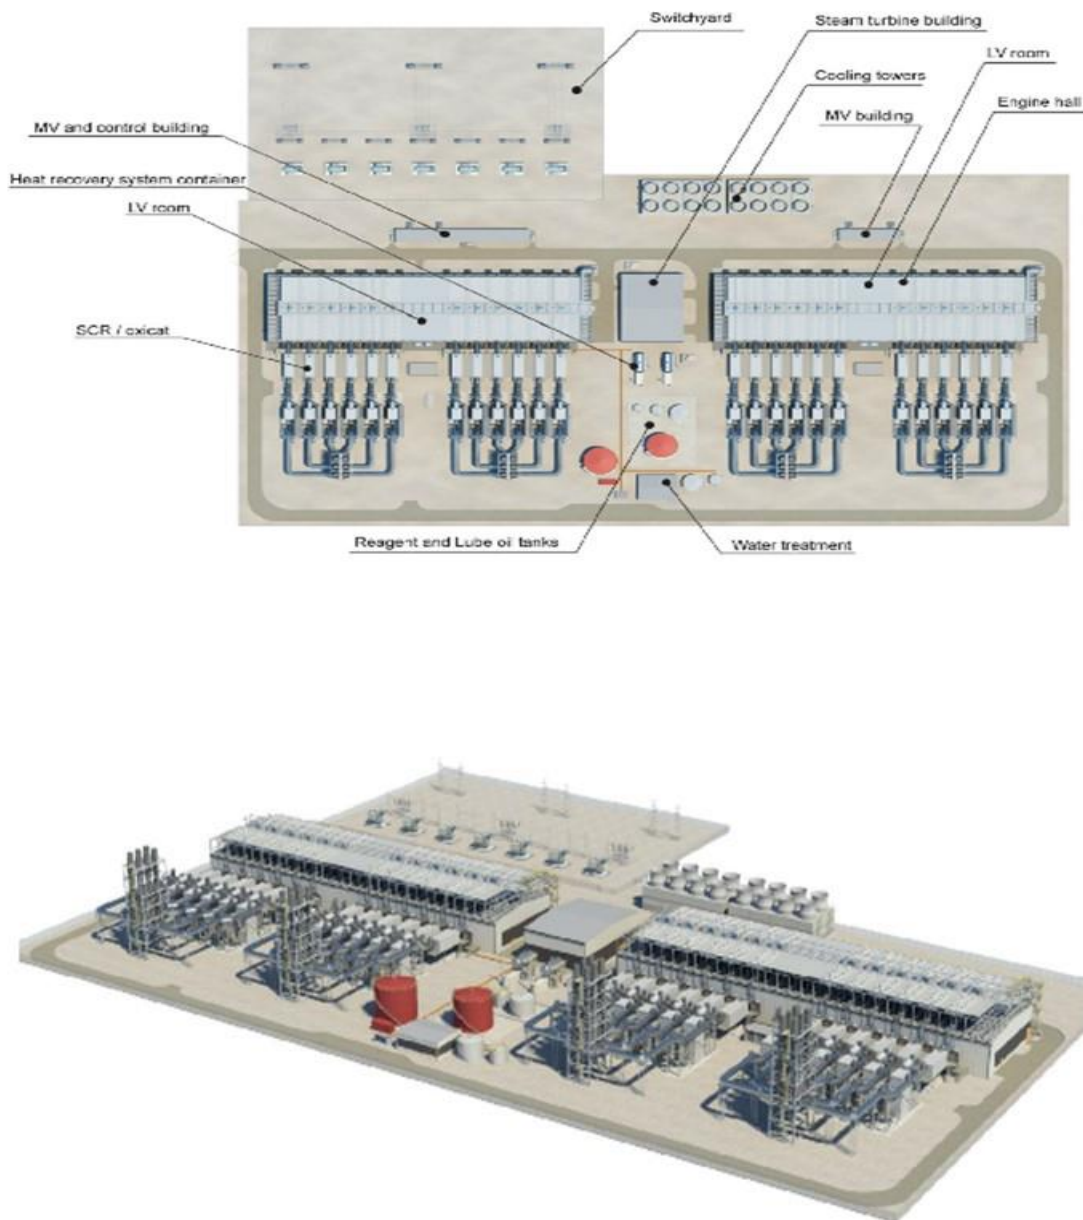 Switchyard
Steam turbine building
LV room
Cooling towers
Engine hall
MV building
MV and control building
Heat recovery system container
LV room
SCR / oxicat
Reagent and Lube oil tanks
Water treatment